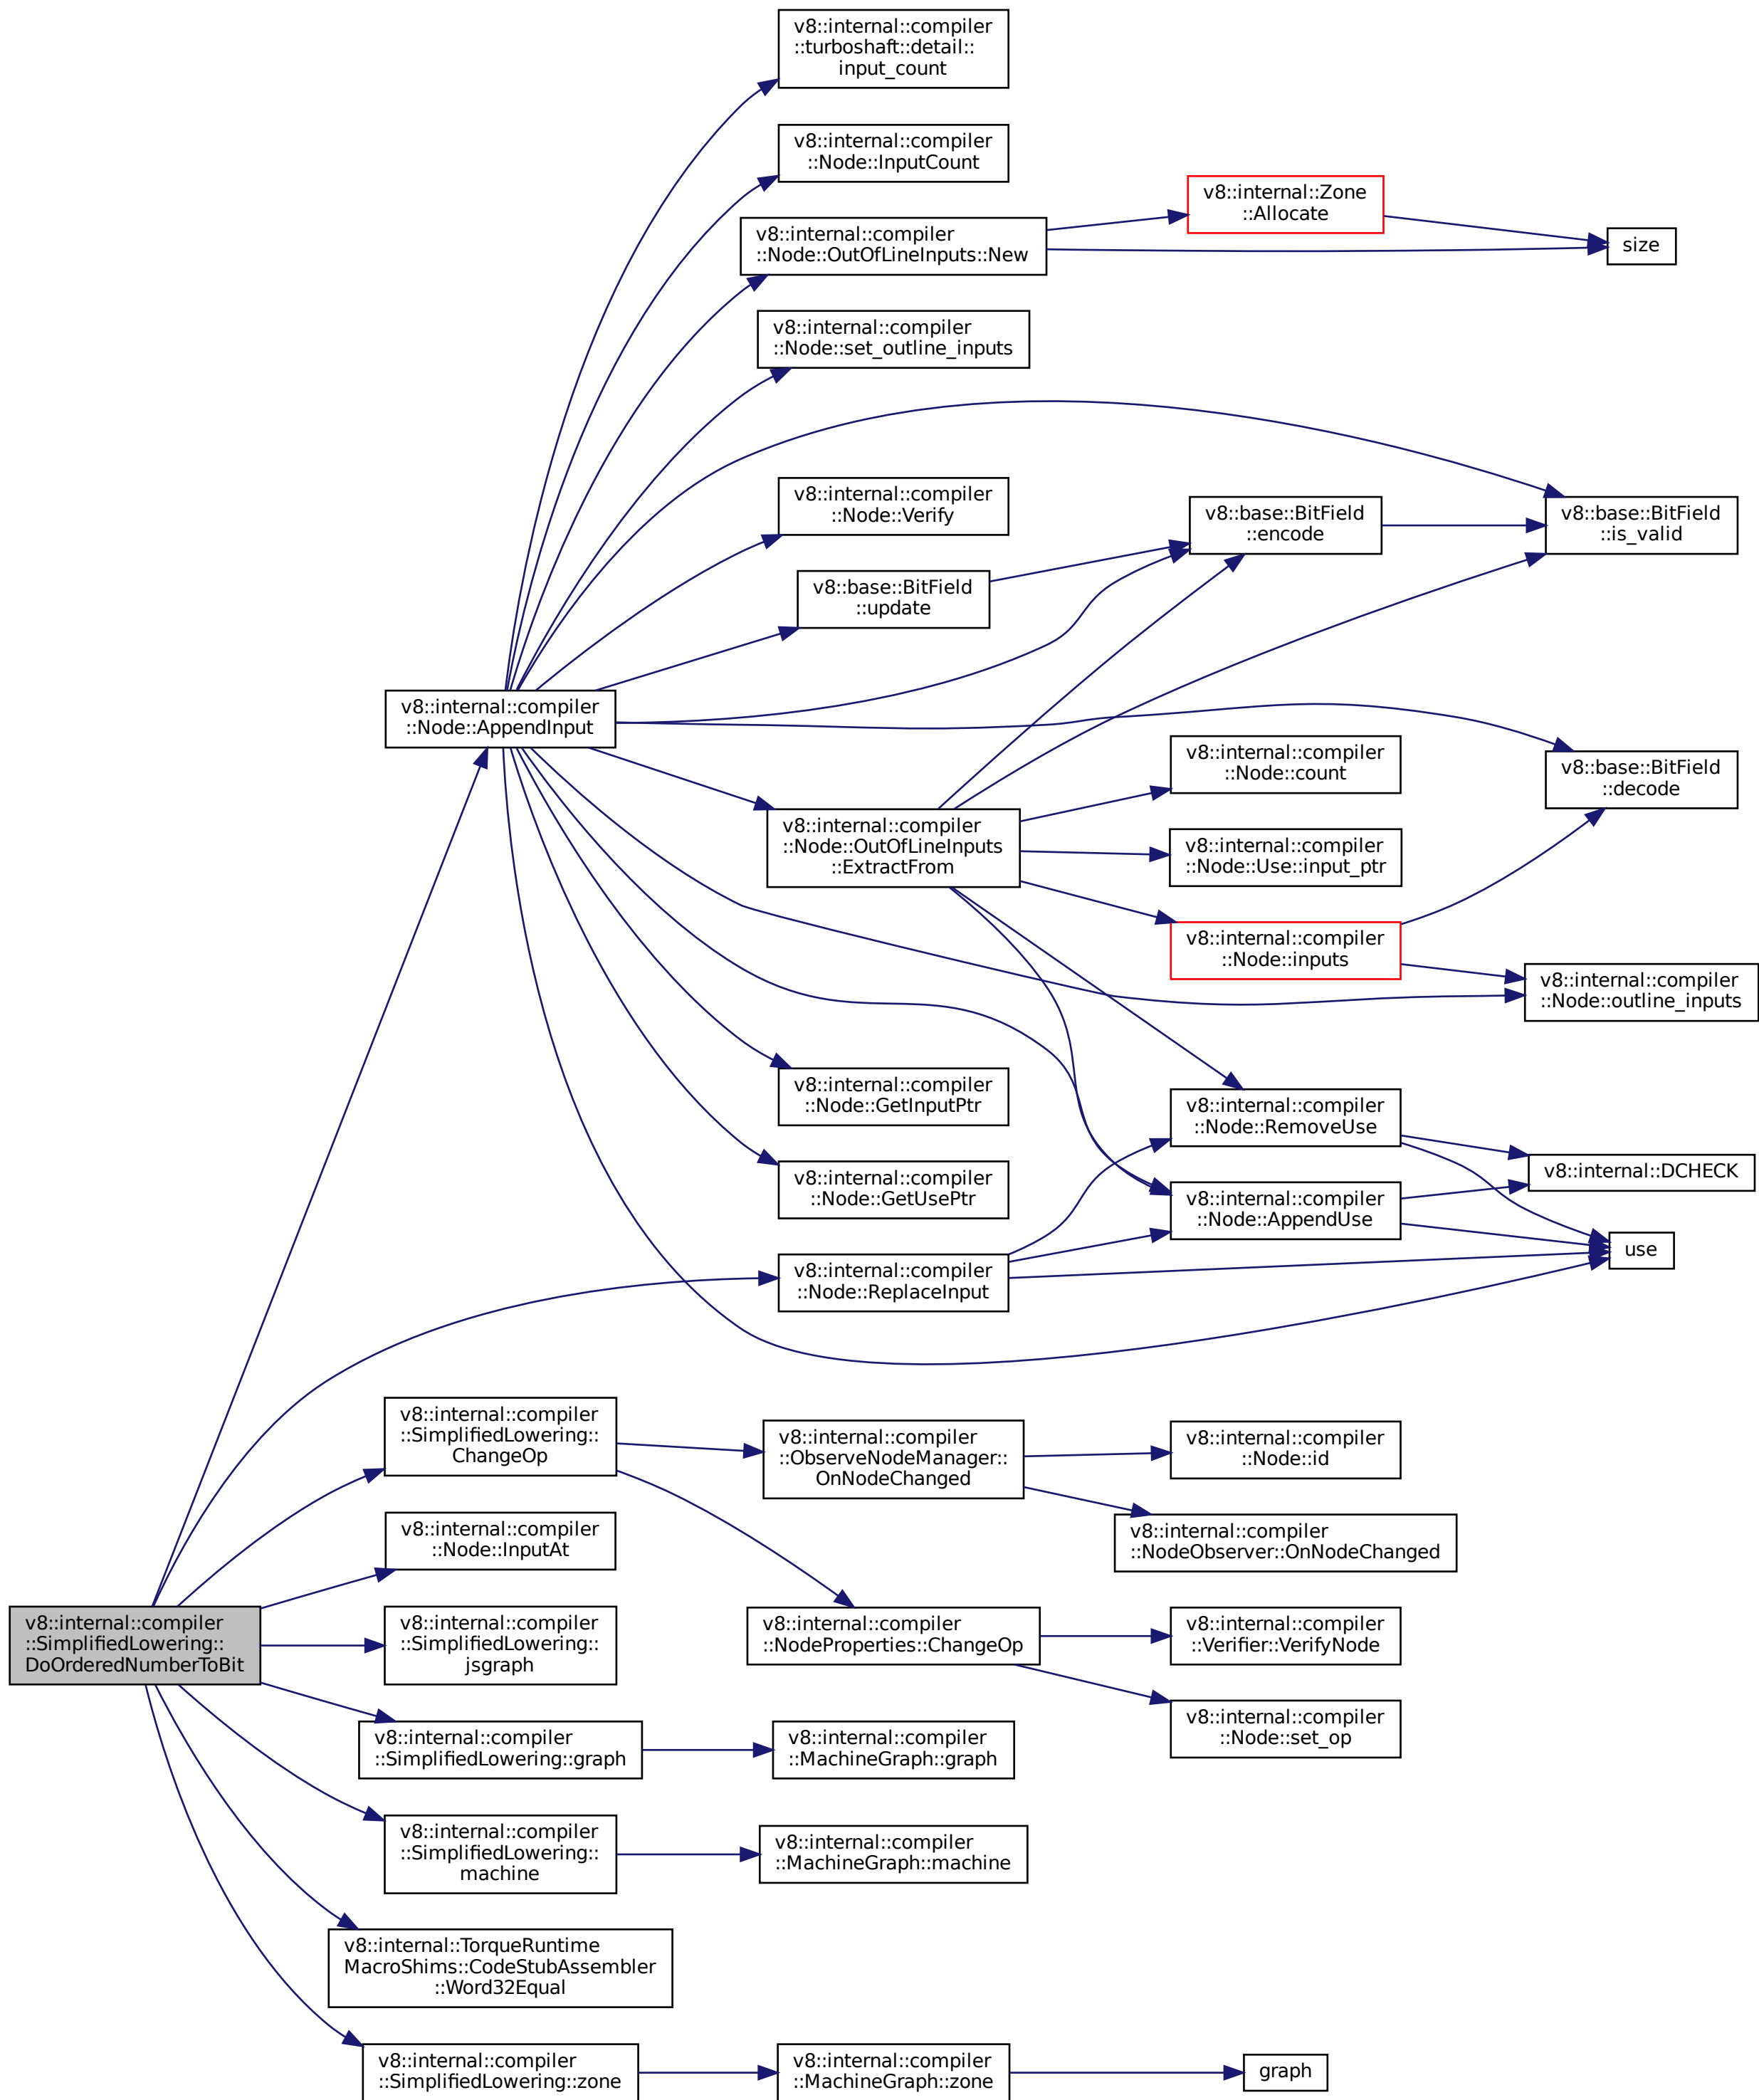 v8::internal::compiler
::turboshaft::detail::
input_count
v8::internal::compiler
::Node::InputCount
v8::internal::Zone
::Allocate
v8::internal::compiler
::Node::OutOfLineInputs::New
size
v8::internal::compiler
::Node::set_outline_inputs
v8::internal::compiler
::Node::Verify
v8::base::BitField
::encode
v8::base::BitField
::is_valid
v8::base::BitField
::update
v8::internal::compiler
::Node::AppendInput
v8::internal::compiler
::Node::count
v8::base::BitField
::decode
v8::internal::compiler
::Node::OutOfLineInputs
::ExtractFrom
v8::internal::compiler
::Node::Use::input_ptr
v8::internal::compiler
::Node::inputs
v8::internal::compiler
::Node::outline_inputs
v8::internal::compiler
::Node::GetInputPtr
v8::internal::compiler
::Node::RemoveUse
v8::internal::compiler
::Node::GetUsePtr
v8::internal::DCHECK
v8::internal::compiler
::Node::AppendUse
use
v8::internal::compiler
::Node::ReplaceInput
v8::internal::compiler
::SimplifiedLowering::
ChangeOp
v8::internal::compiler
::ObserveNodeManager::
OnNodeChanged
v8::internal::compiler
::Node::id
v8::internal::compiler
::Node::InputAt
v8::internal::compiler
::NodeObserver::OnNodeChanged
v8::internal::compiler
::SimplifiedLowering::
DoOrderedNumberToBit
v8::internal::compiler
::SimplifiedLowering::
jsgraph
v8::internal::compiler
::NodeProperties::ChangeOp
v8::internal::compiler
::Verifier::VerifyNode
v8::internal::compiler
::Node::set_op
v8::internal::compiler
::SimplifiedLowering::graph
v8::internal::compiler
::MachineGraph::graph
v8::internal::compiler
::SimplifiedLowering::
machine
v8::internal::compiler
::MachineGraph::machine
v8::internal::TorqueRuntime
MacroShims::CodeStubAssembler
::Word32Equal
v8::internal::compiler
::SimplifiedLowering::zone
v8::internal::compiler
::MachineGraph::zone
graph